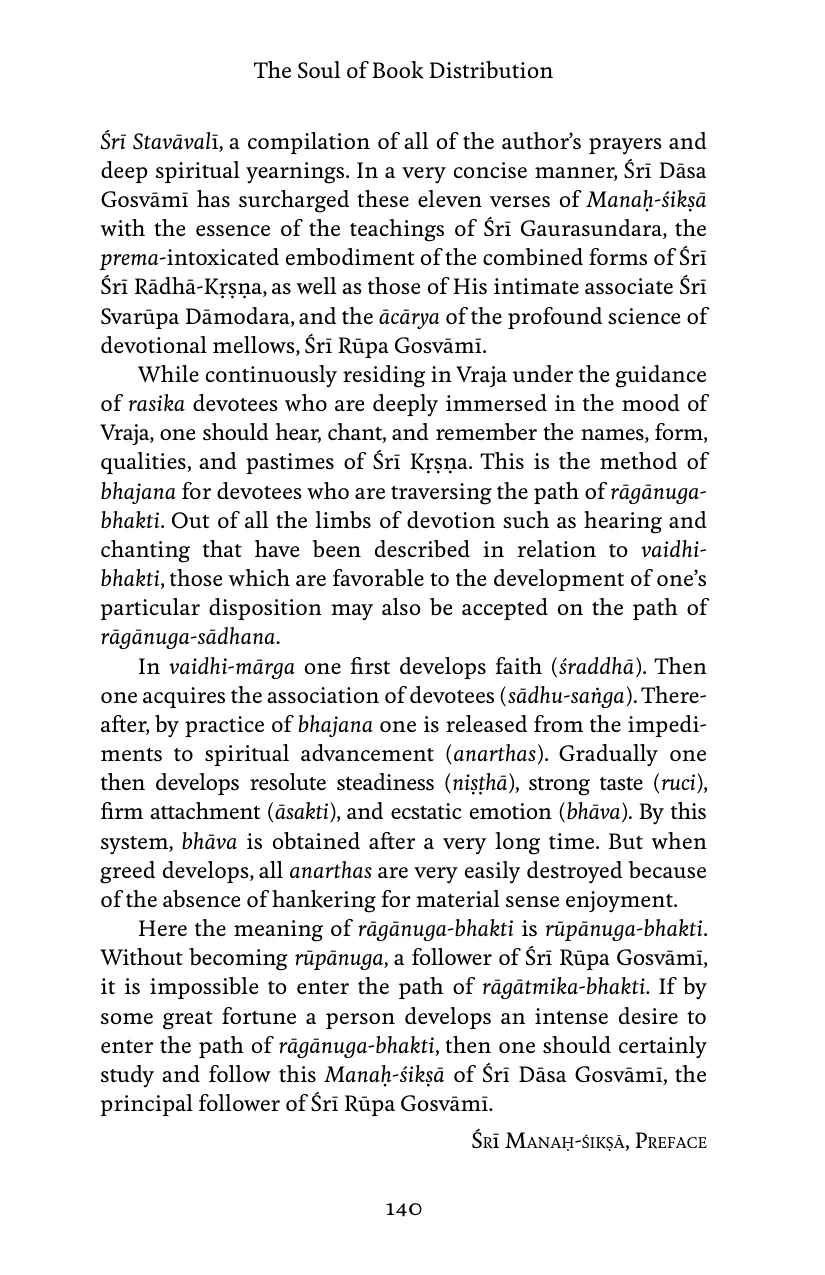 The Soul of Book Distribution
Śrī Stavāvalī, a compilation of all of the author’s prayers and
deep spiritual yearnings. In a very concise manner, Śrī Dāsa
Gosvāmī has surcharged these eleven verses of Manaḥ-śikṣā
with the essence of the teachings of Śrī Gaurasundara, the
prema-intoxicated embodiment of the combined forms of Śrī
Śrī Rādhā-Kṛṣṇa, as well as those of His intimate associate Śrī
Svarūpa Dāmodara, and the ācārya of the profound science of
devotional mellows, Śrī Rūpa Gosvāmī.
While continuously residing in Vraja under the guidance
of rasika devotees who are deeply immersed in the mood of
Vraja, one should hear, chant, and remember the names, form,
qualities, and pastimes of Śrī Kṛṣṇa. This is the method of
bhajana for devotees who are traversing the path of rāgānuga-
bhakti. Out of all the limbs of devotion such as hearing and
chanting that have been described in relation to vaidhi-
bhakti, those which are favorable to the development of one’s
particular disposition may also be accepted on the path of
rāgānuga-sādhana.
In vaidhi-mārga one first develops faith (śraddhā). Then
one acquires the association of devotees (sādhu-saṅga). There-
after, by practice of bhajana one is released from the impedi-
ments to spiritual advancement (anarthas). Gradually one
then develops resolute steadiness (niṣṭhā), strong taste (ruci),
firm attachment (āsakti), and ecstatic emotion (bhāva). By this
system, bhāva is obtained after a very long time. But when
greed develops, all anarthas are very easily destroyed because
of the absence of hankering for material sense enjoyment.
Here the meaning of rāgānuga-bhakti is rūpānuga-bhakti.
Without becoming rūpānuga, a follower of Śrī Rūpa Gosvāmī,
it is impossible to enter the path of rāgātmika-bhakti. If by
some great fortune a person develops an intense desire to
enter the path of rāgānuga-bhakti, then one should certainly
study and follow this Manaḥ-śikṣā of Śrī Dāsa Gosvāmī, the
principal follower of Śrī Rūpa Gosvāmī.
Śrī Manaḥ-śikṣā, Preface
140